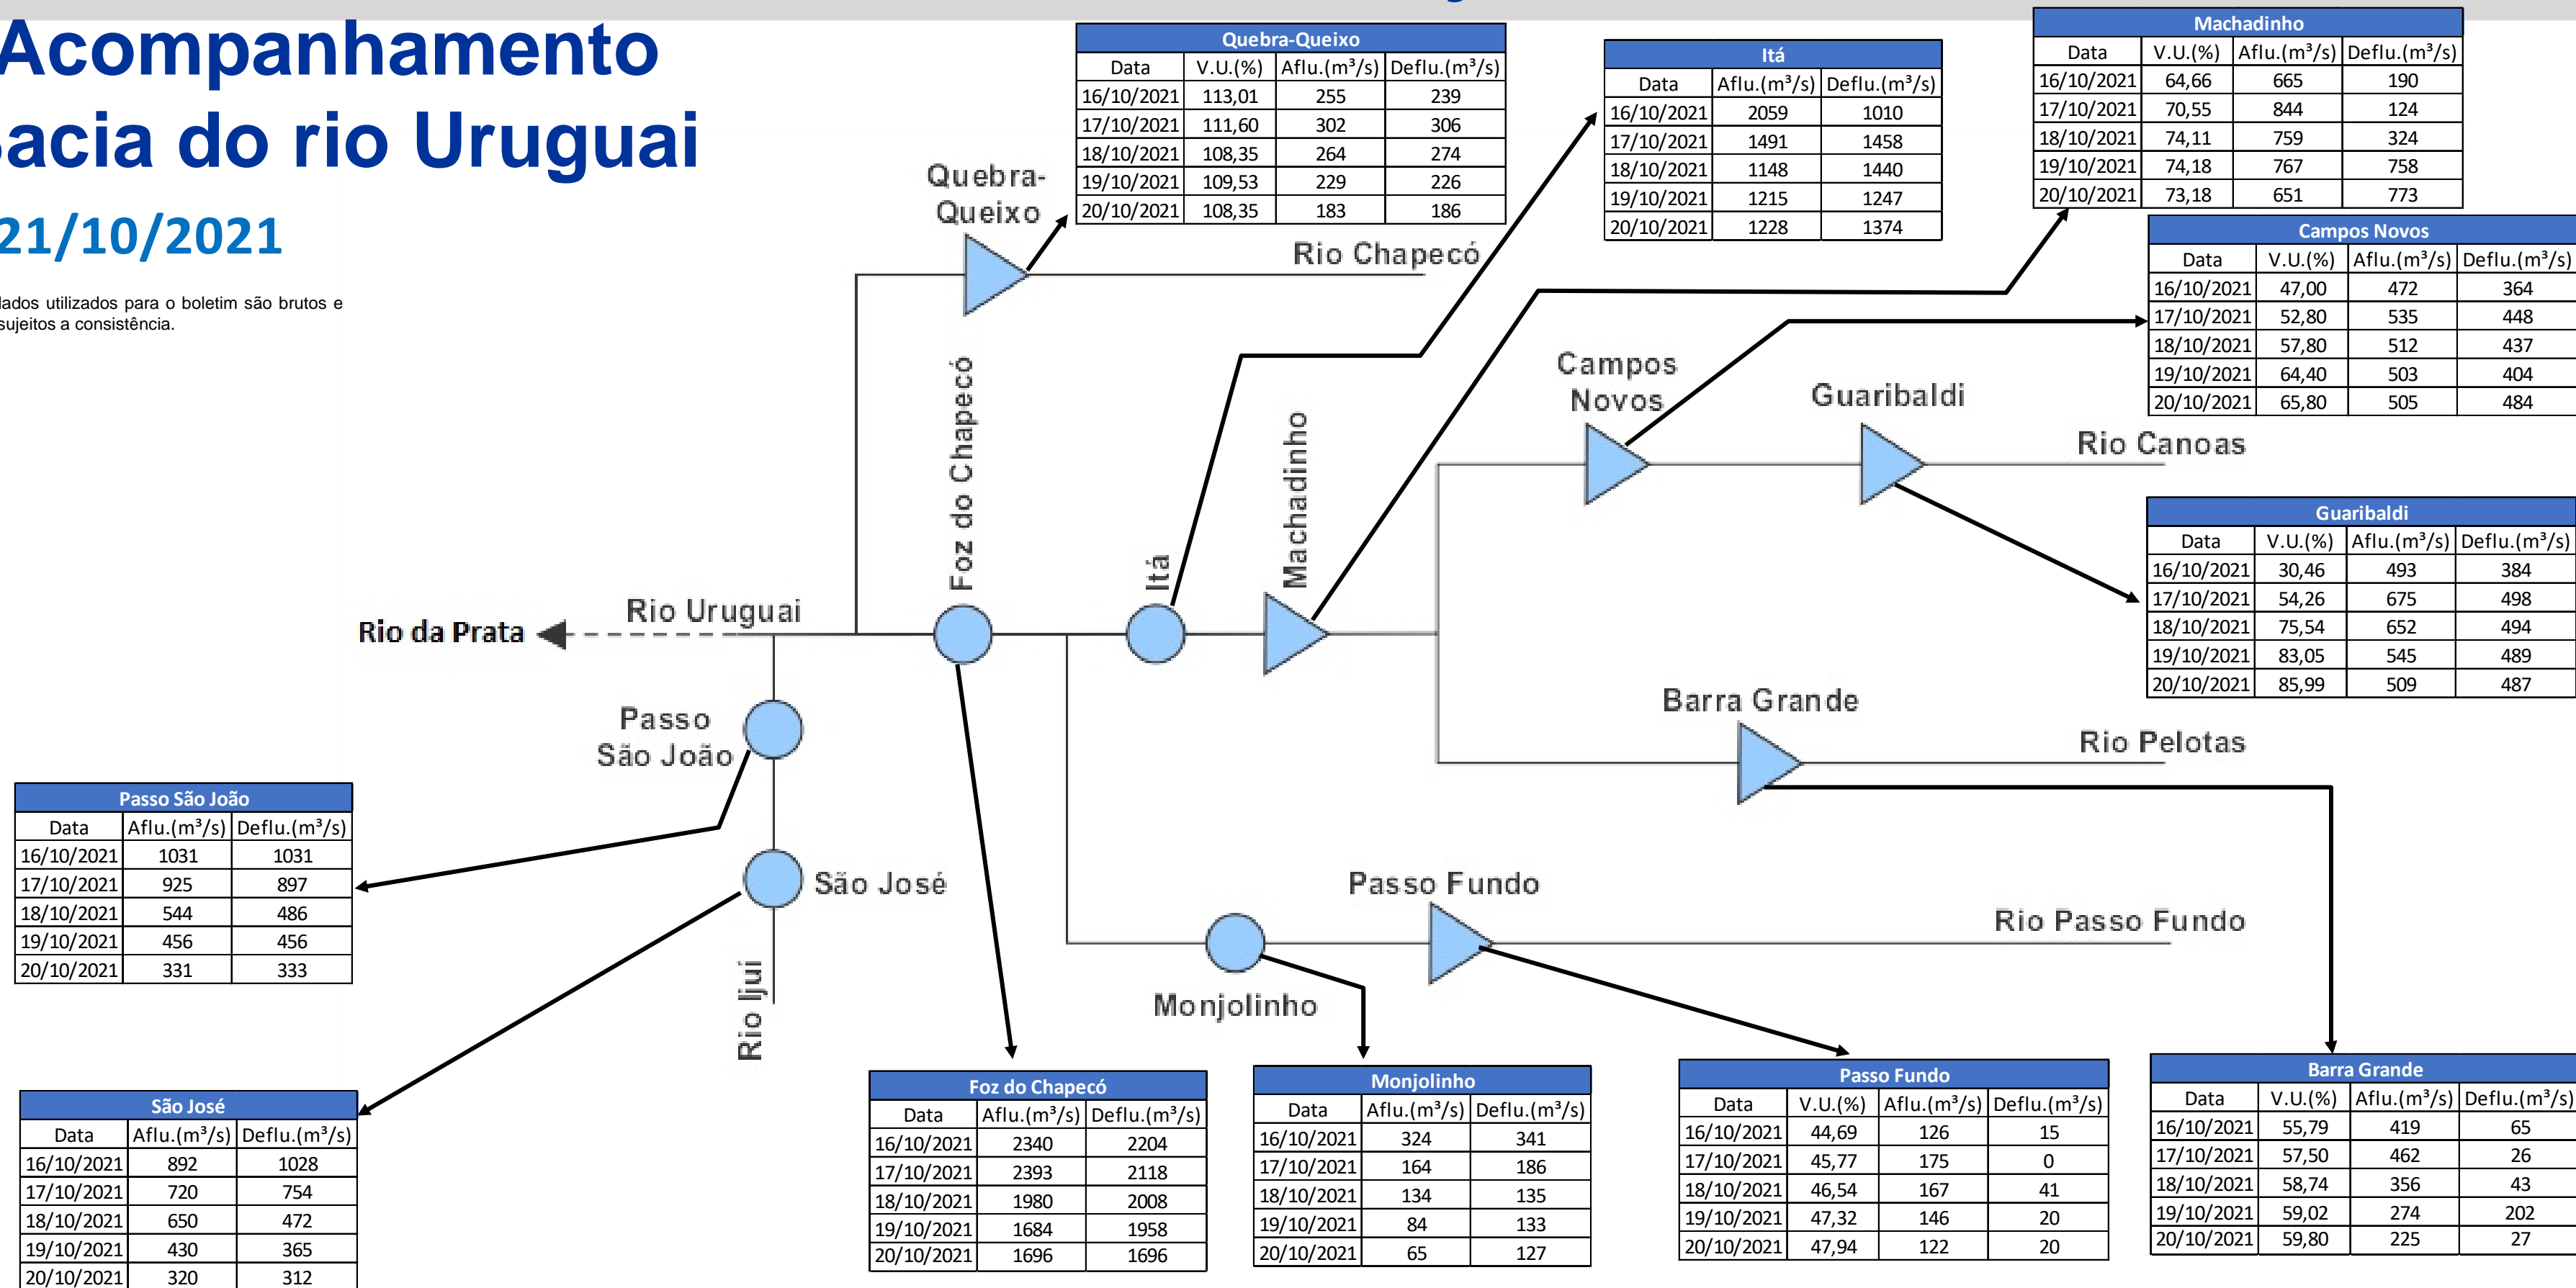 Acompanhamento
acia do rio Uruguai
21/10/2021
dados utilizados para o boletim são brutos e
sujeitos a consistência.
Quebra-Queixo
Data V.U.(%) Aflu.(m³/s) Deflu.(m³/s)
16/10/2021 113,01 255 239
17/10/2021 111,60 302 306
18/10/2021 108,35 264 274
19/10/2021 109,53 229 226
20/10/2021 108,35 183 186
Itá
Data Aflu.(m³/s) Deflu.(m³/s)
16/10/2021 2059 1010
17/10/2021 1491 1458
18/10/2021 1148 1440
19/10/2021 1215 1247
20/10/2021 1228 1374
Machadinho
Data V.U.(%) Aflu.(m³/s) Deflu.(m³/s)
16/10/2021 64,66 665 190
17/10/2021 70,55 844 124
18/10/2021 74,11 759 324
19/10/2021 74,18 767 758
20/10/2021 73,18 651 773
Campos Novos
Data V.U.(%) Aflu.(m³/s) Deflu.(m³/s)
16/10/2021 47,00 472 364
17/10/2021 52,80 535 448
18/10/2021 57,80 512 437
19/10/2021 64,40 503 404
20/10/2021 65,80 505 484
Quebra-
Queixo
Rio Chapecó
Foz do Chapecó
Itá
Machadinho
Campos
Novos
Guaribaldi
Rio Canoas
Guaribaldi
Data V.U.(%) Aflu.(m³/s) Deflu.(m³/s)
16/10/2021 30,46 493 384
17/10/2021 54,26 675 498
18/10/2021 75,54 652 494
19/10/2021 83,05 545 489
20/10/2021 85,99 509 487
Rio da Prata
Rio Uruguai
Passo
São João
Barra Grande
Rio Pelotas
São José
Rio Ijuí
Passo Fundo
Rio Passo Fundo
Monjolinho
Passo São João
Data Aflu.(m³/s) Deflu.(m³/s)
16/10/2021 1031 1031
17/10/2021 925 897
18/10/2021 544 486
19/10/2021 456 456
20/10/2021 331 333
São José
Data Aflu.(m³/s) Deflu.(m³/s)
16/10/2021 892 1028
17/10/2021 720 754
18/10/2021 650 472
19/10/2021 430 365
20/10/2021 320 312
Foz do Chapecó
Data Aflu.(m³/s) Deflu.(m³/s)
16/10/2021 2340 2204
17/10/2021 2393 2118
18/10/2021 1980 2008
19/10/2021 1684 1958
20/10/2021 1696 1696
Monjolinho
Data Aflu.(m³/s) Deflu.(m³/s)
16/10/2021 324 341
17/10/2021 164 186
18/10/2021 134 135
19/10/2021 84 133
20/10/2021 65 127
Passo Fundo
Data V.U.(%) Aflu.(m³/s) Deflu.(m³/s)
16/10/2021 44,69 126 15
17/10/2021 45,77 175 0
18/10/2021 46,54 167 41
19/10/2021 47,32 146 20
20/10/2021 47,94 122 20
Barra Grande
Data V.U.(%) Aflu.(m³/s) Deflu.(m³/s)
16/10/2021 55,79 419 65
17/10/2021 57,50 462 26
18/10/2021 58,74 356 43
19/10/2021 59,02 274 202
20/10/2021 59,80 225 27